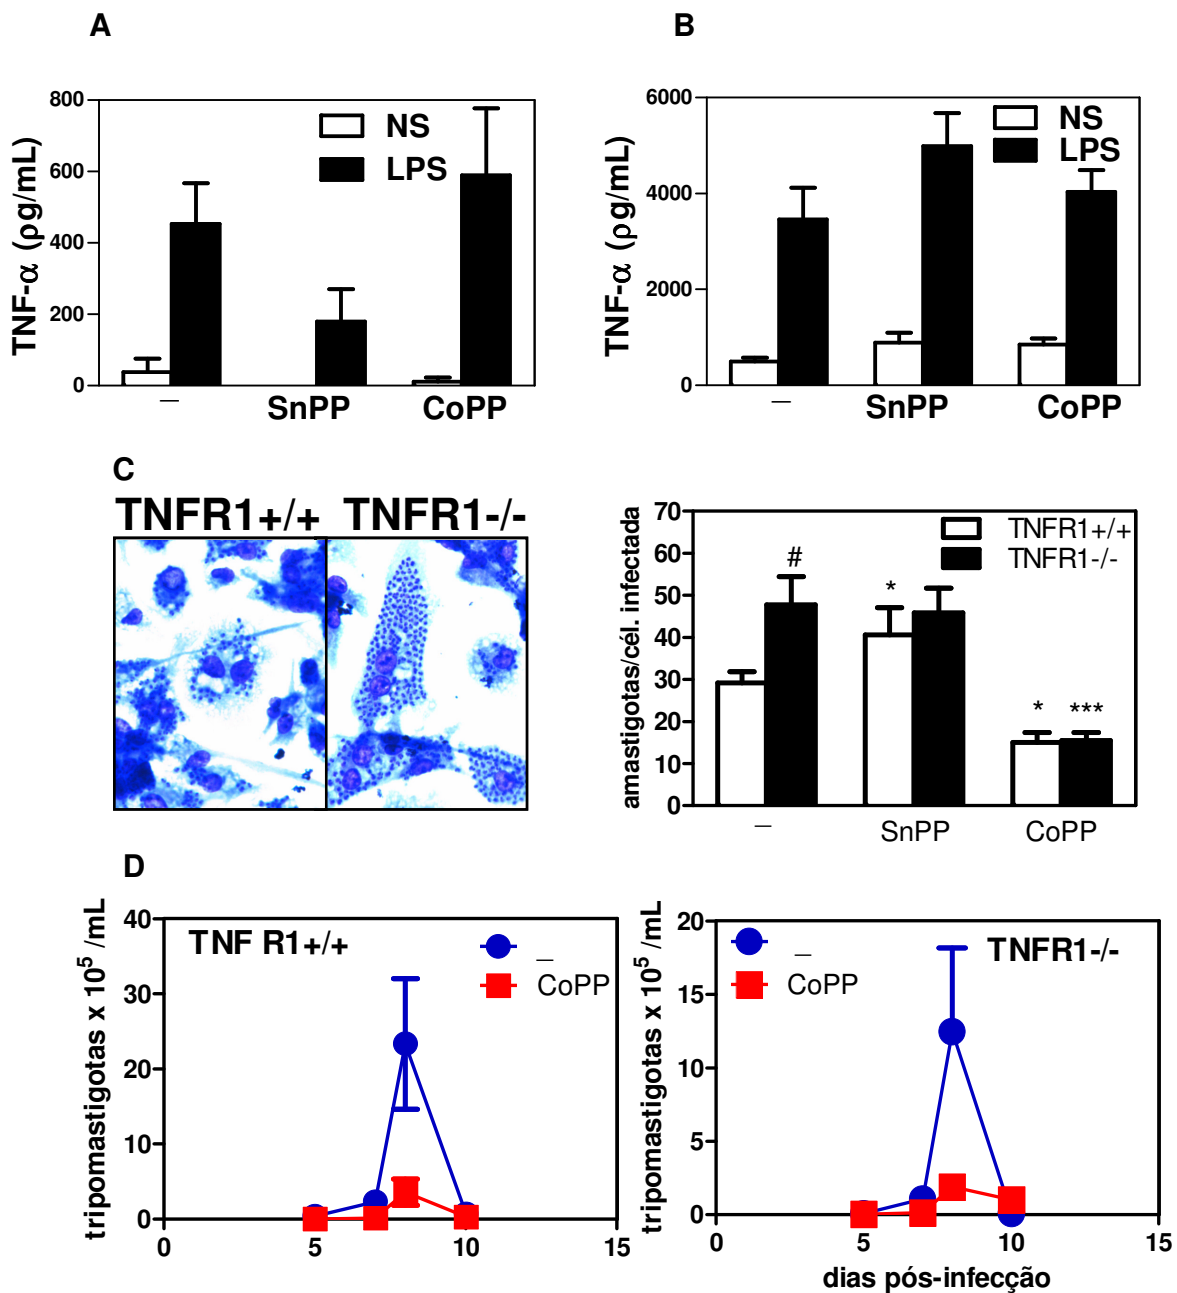 A
B
TNF-α (ρg/mL)
800
600
400
200
0
NS
LPS
–
SnPP
CoPP
TNF-α (ρg/mL)
6000
4000
2000
0
NS
LPS
–
SnPP
CoPP
C
TNFR1+/+ TNFR1-/-
amastigotas/cél. infectada
70
60
50
40
30
20
10
0
TNFR1+/+
TNFR1-/-
#
*
*
***
–
SnPP
CoPP
D
tripomastigotas x 10⁵ /mL
40
30
20
10
0
TNF R1+/+
–
CoPP
0
5
10
15
tripomastigotas x 10⁵ /mL
20
15
10
5
0
–
CoPP
TNFR1-/-
0
5
10
15
dias pós-infecção